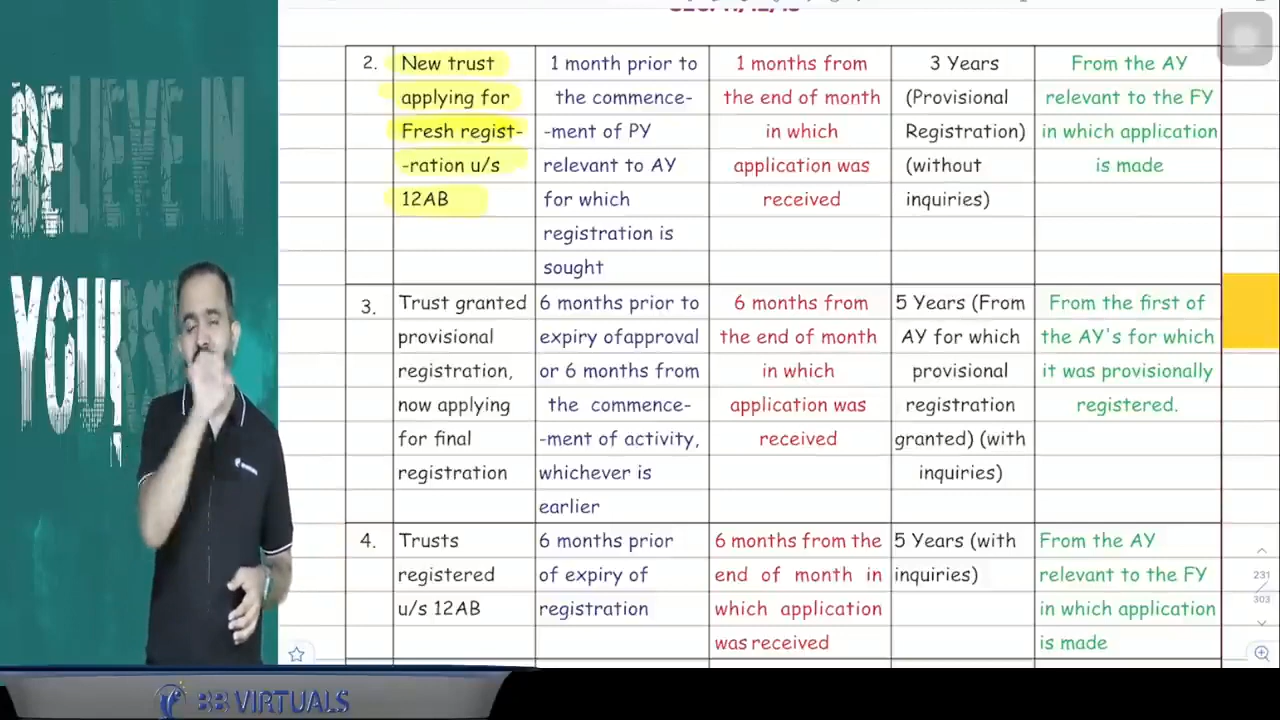 BELIEVE IN
YOURS
2.
New trust
applying for
Fresh regist-
-ration u/s
12AB
1 month prior to
the commence-
-ment of PY
relevant to AY
for which
registration is
sought
1 months from
the end of month
in which
application was
received
3 Years
(Provisional
Registration)
(without
inquiries)
From the AY
relevant to the FY
in which application
is made
3.
Trust granted
provisional
registration,
now applying
for final
registration
6 months prior to
expiry ofapproval
or 6 months from
the commence-
-ment of activity,
whichever is
earlier
6 months from
the end of month
in which
application was
received
5 Years (From
AY for which
provisional
registration
granted) (with
inquiries)
From the first of
the AY's for which
it was provisionally
registered.
4.
Trusts
registered
u/s 12AB
6 months prior
of expiry of
registration
6 months from the
end of month in
which application
was received
5 Years (with
inquiries)
From the AY
relevant to the FY
in which application
is made
231
303
BB VIRTUALS